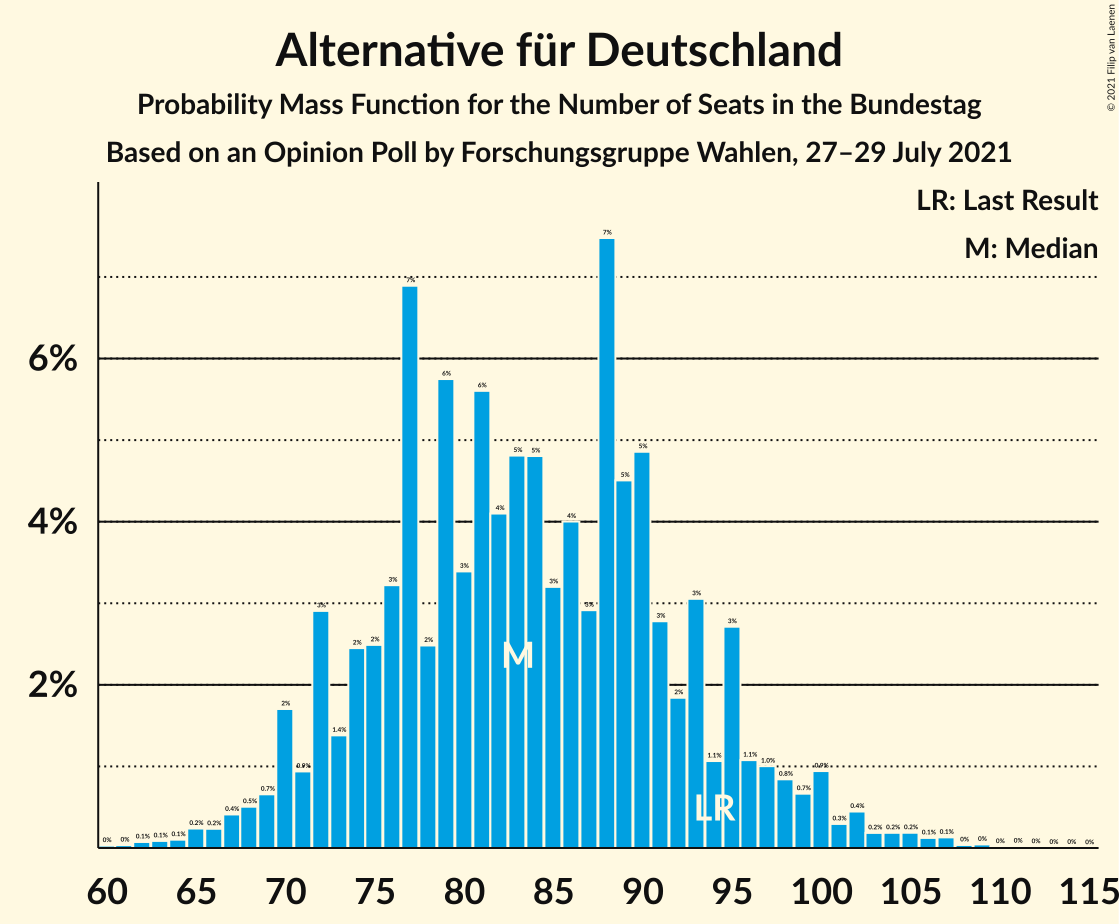 Alternative für Deutschland
Probability Mass Function for the Number of Seats in the Bundestag
Based on an Opinion Poll by Forschungsgruppe Wahlen, 27–29 July 2021
© 2021 Filip van Laenen
LR: Last Result
M: Median
6%
4%
2%
0% 0% 0.1% 0.1% 0.1% 0.2% 0.2% 0.4% 0.5% 0.7% 2% 0.9% 3% 1.4% 2% 2% 3% 7% 2% 6% 3% 6% 4% 5% 5% 3% 4% 3% 7% 5% 5% 3% 2% 3% 1.1% 3% 1.1% 1.0% 0.8% 0.7% 0.9% 0.3% 0.4% 0.2% 0.2% 0.2% 0.1% 0.1% 0% 0% 0% 0% 0% 0% 0% 0%
M
LR
60 65 70 75 80 85 90 95 100 105 110 115